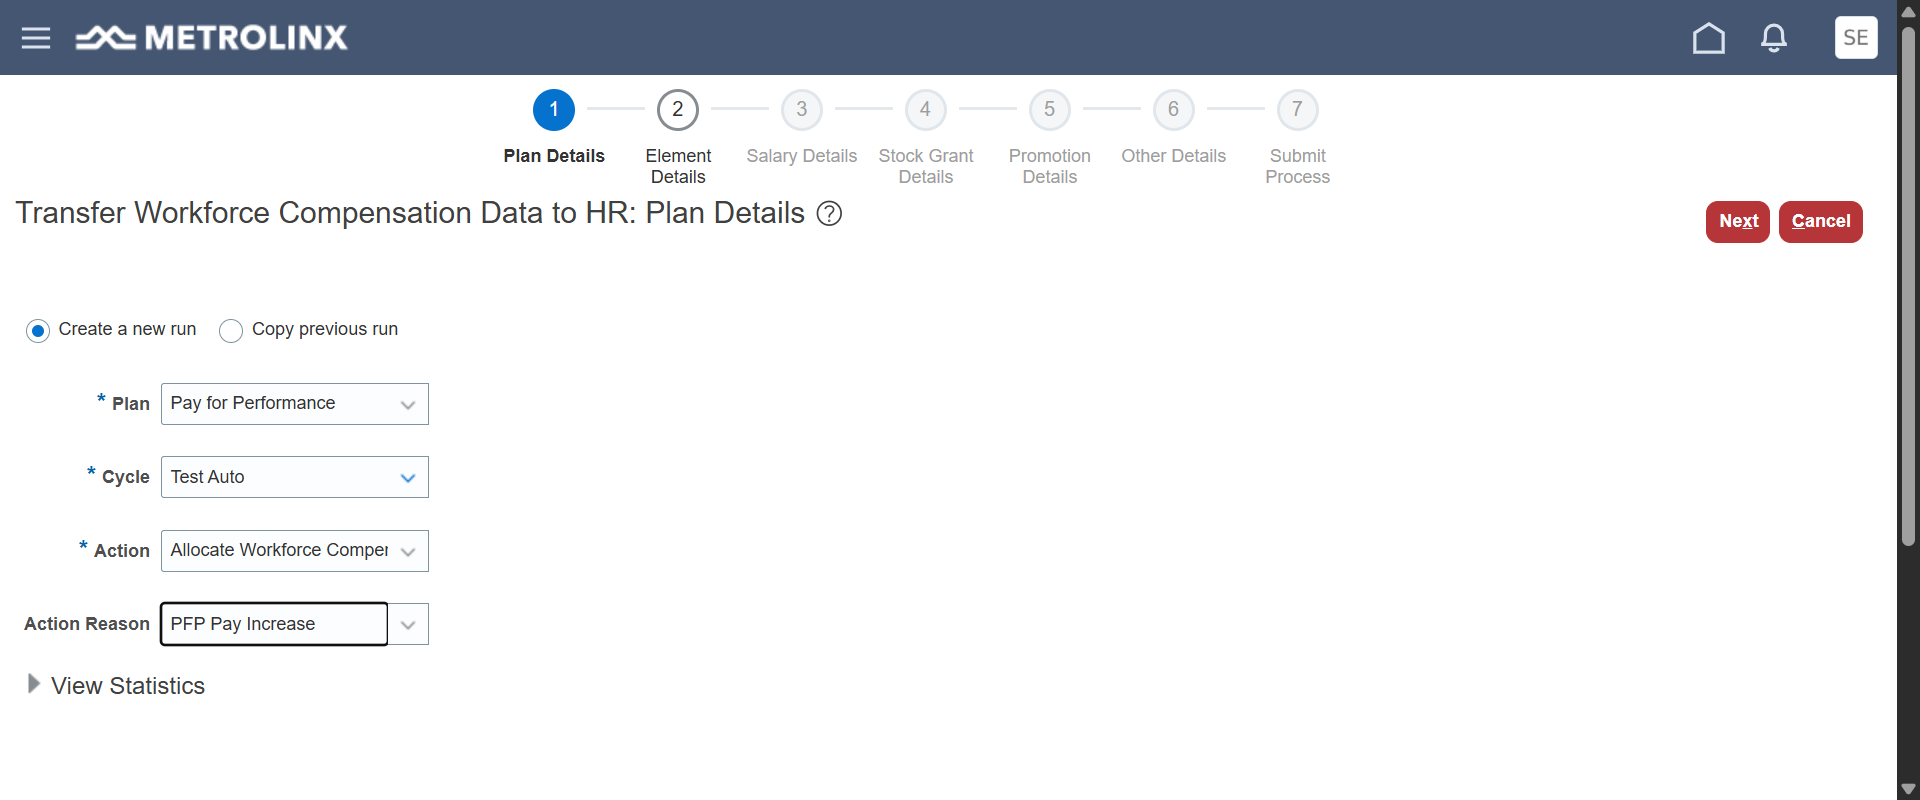 METROLINX
SE
1
2
3
4
5
6
7
Plan Details
Element
Details
Salary Details
Stock Grant
Details
Promotion
Details
Other Details
Submit
Process
Transfer Workforce Compensation Data to HR: Plan Details ?
Next
Cancel
Create a new run
Copy previous run
* Plan
Pay for Performance
* Cycle
Test Auto
* Action
Allocate Workforce Comper
Action Reason
PFP Pay Increase
View Statistics